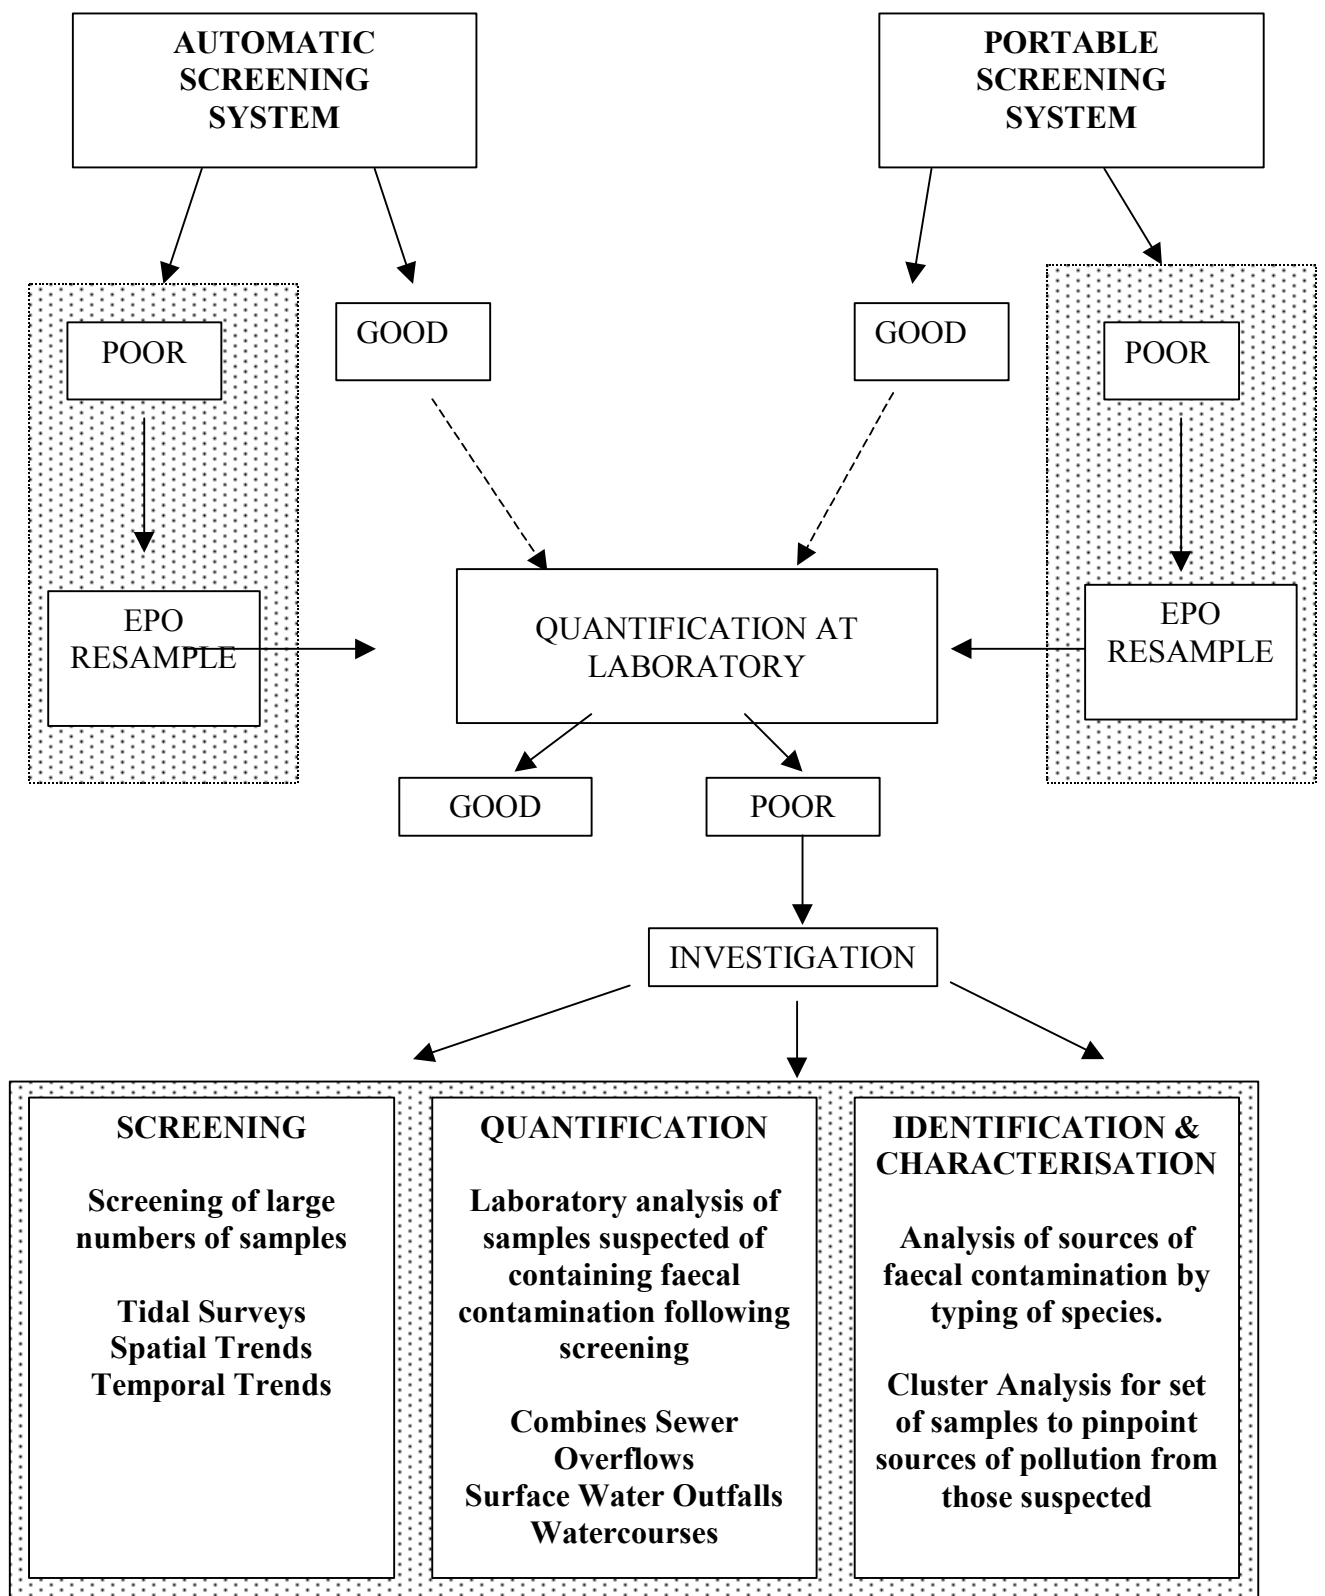 AUTOMATIC
SCREENING
SYSTEM
PORTABLE
SCREENING
SYSTEM
POOR
GOOD
GOOD
POOR
EPO
RESAMPLE
QUANTIFICATION AT
LABORATORY
EPO
RESAMPLE
GOOD
POOR
INVESTIGATION
SCREENING
Screening of large
numbers of samples
Tidal Surveys
Spatial Trends
Temporal Trends
QUANTIFICATION
Laboratory analysis of
samples suspected of
containing faecal
contamination following
screening
Combines Sewer
Overflows
Surface Water Outfalls
Watercourses
IDENTIFICATION &
CHARACTERISATION
Analysis of sources of
faecal contamination by
typing of species.
Cluster Analysis for set
of samples to pinpoint
sources of pollution from
those suspected